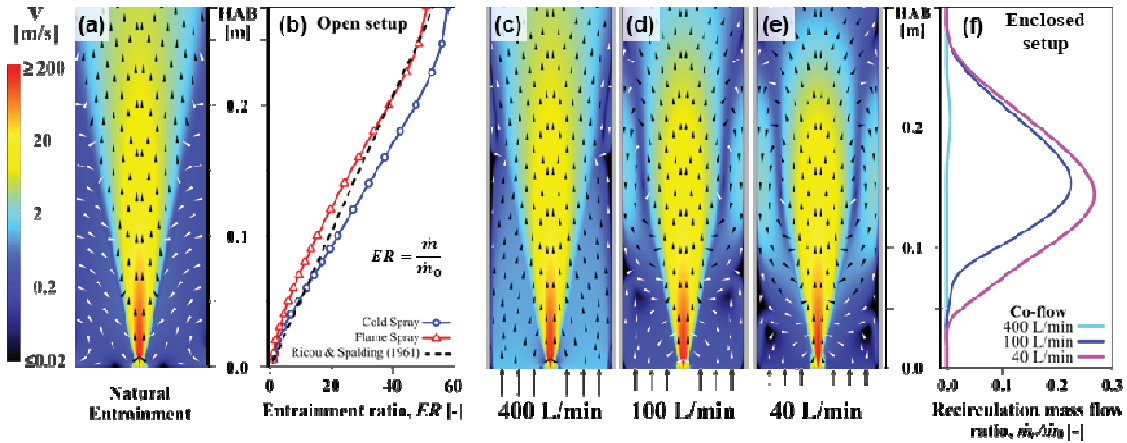 V
[m/s]
≥200
20
2
0.2
≤0.02
(a)
Natural
Entrainment
HAB
[m]
0.2
0.1
0.0
(b)
Open setup
ER = ṁ / ṁ₀
Cold Spray
Flame Spray
Ricou & Spalding (1961)
0
20
40
60
Entrainment ratio, ER [-]
(c)
400 L/min
(d)
100 L/min
(e)
40 L/min
HAB
[m]
0.2
0.1
0.0
(f)
Enclosed
setup
Co-flow
400 L/min
100 L/min
40 L/min
0.0
0.1
0.2
0.3
Recirculation mass flow
ratio, ṁᵣ/ṁ₀ [-]